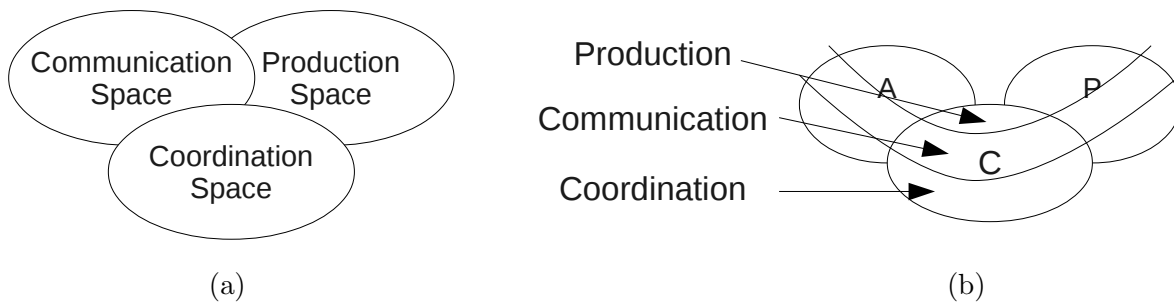 Communication
Space
Production
Space
Coordination
Space
(a)
Production
Communication
Coordination
A
P
C
(b)